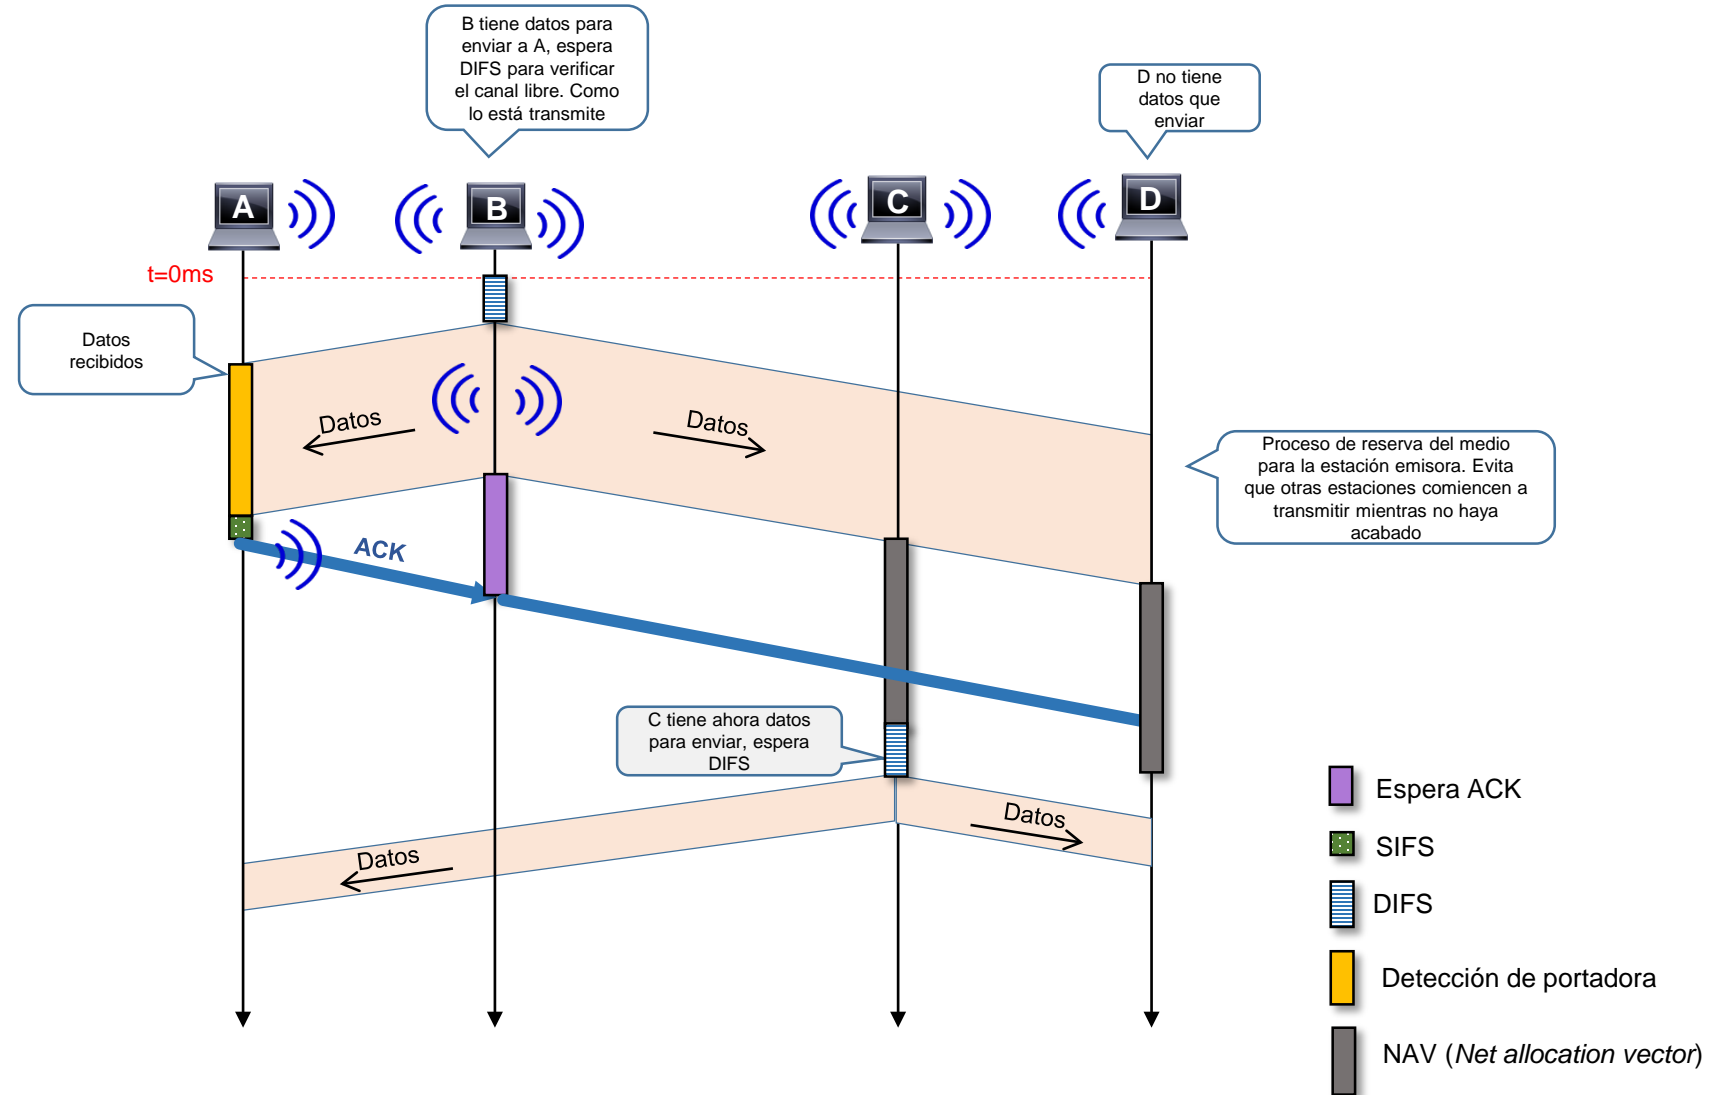 B tiene datos para
enviar a A, espera
DIFS para verificar
el canal libre. Como
lo está transmite
D no tiene
datos que
enviar
A
B
C
D
t=0ms
Datos
recibidos
Datos
Datos
Proceso de reserva del medio
para la estación emisora. Evita
que otras estaciones comiencen a
transmitir mientras no haya
acabado
ACK
C tiene ahora datos
para enviar, espera
DIFS
Datos
Datos
Espera ACK
SIFS
DIFS
Detección de portadora
NAV (Net allocation vector)